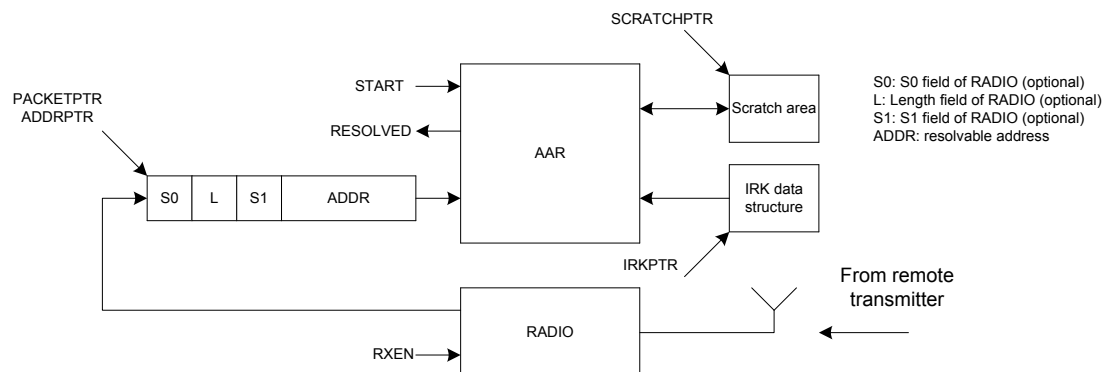 SCRATCHPTR
S0: S0 field of RADIO (optional)
L: Length field of RADIO (optional)
S1: S1 field of RADIO (optional)
ADDR: resolvable address
START
PACKETPTR
ADDRPTR
Scratch area
RESOLVED
AAR
S0
L
S1
ADDR
IRK data
structure
IRKPTR
From remote
transmitter
RADIO
RXEN